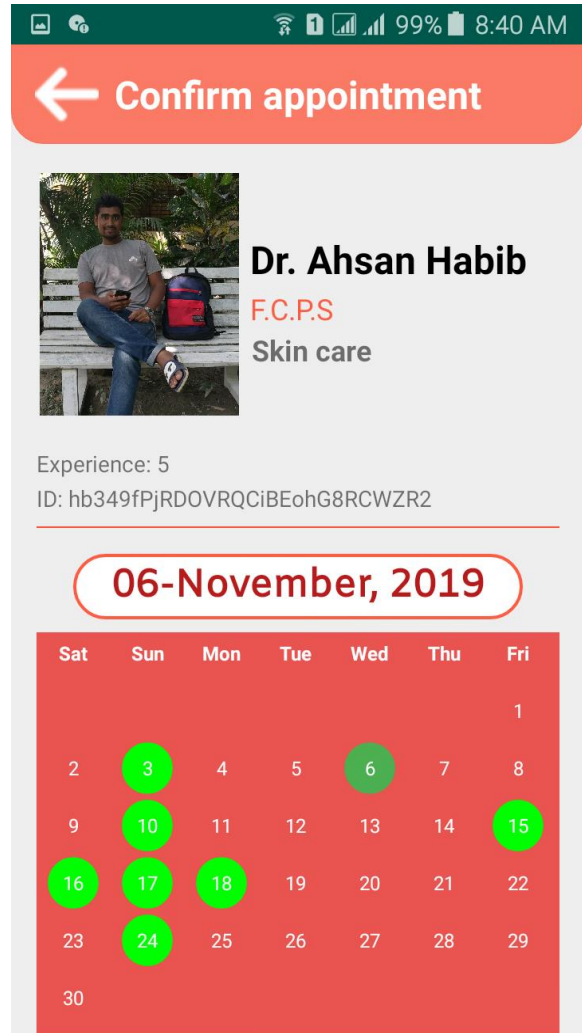 99% 8:40 AM
Confirm appointment
Dr. Ahsan Habib
F.C.P.S
Skin care
Experience: 5
ID: hb349fPjRDOVRQCiBEohG8RCWZR2
06-November, 2019
Sat Sun Mon Tue Wed Thu Fri
1
2 3 4 5 6 7 8
9 10 11 12 13 14 15
16 17 18 19 20 21 22
23 24 25 26 27 28 29
30